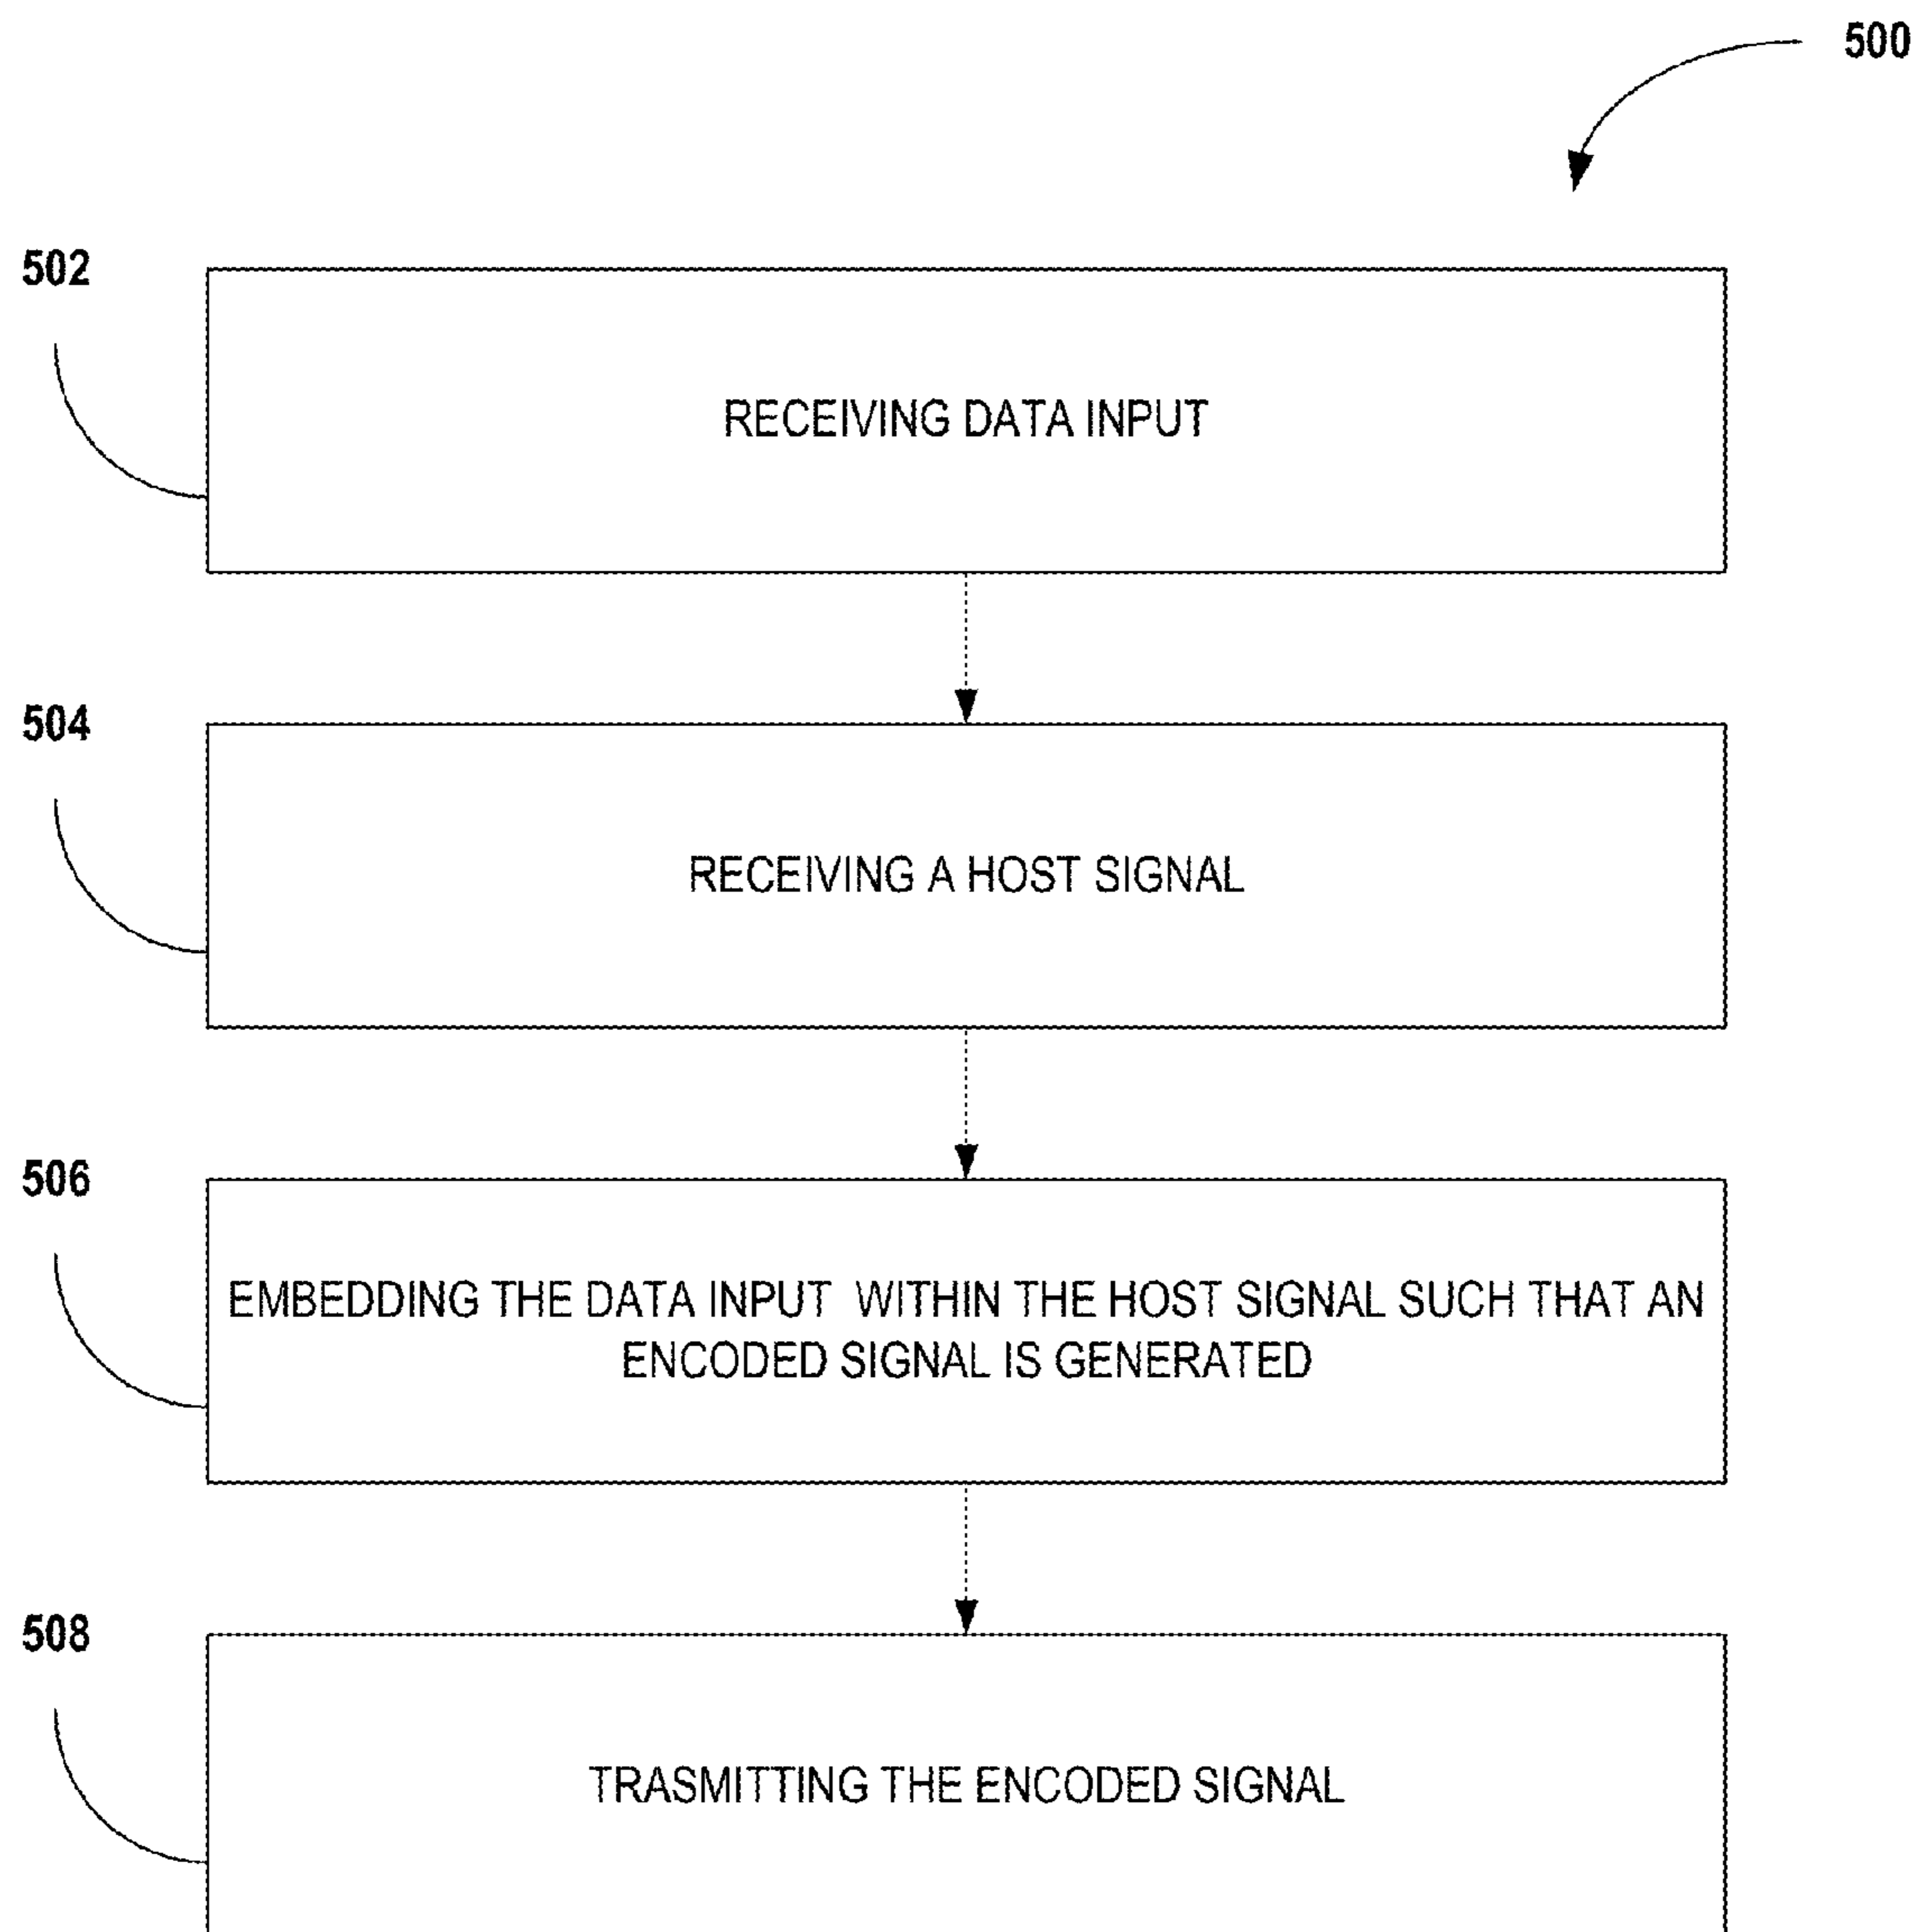 500
502
RECEIVING DATA INPUT
504
RECEIVING A HOST SIGNAL
506
EMBEDDING THE DATA INPUT WITHIN THE HOST SIGNAL SUCH THAT AN
ENCODED SIGNAL IS GENERATED
508
TRASMITTING THE ENCODED SIGNAL